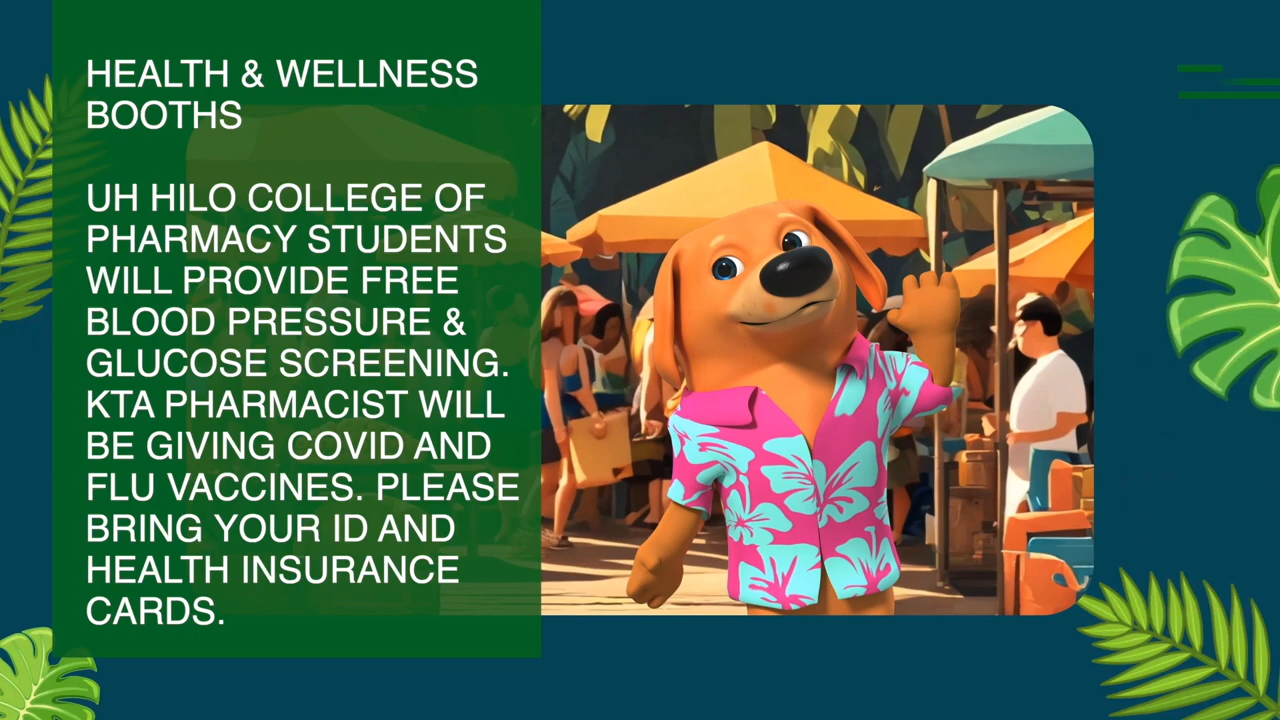 HEALTH & WELLNESS
BOOTHS
UH HILO COLLEGE OF
PHARMACY STUDENTS
WILL PROVIDE FREE
BLOOD PRESSURE &
GLUCOSE SCREENING.
KTA PHARMACIST WILL
BE GIVING COVID AND
FLU VACCINES. PLEASE
BRING YOUR ID AND
HEALTH INSURANCE
CARDS.